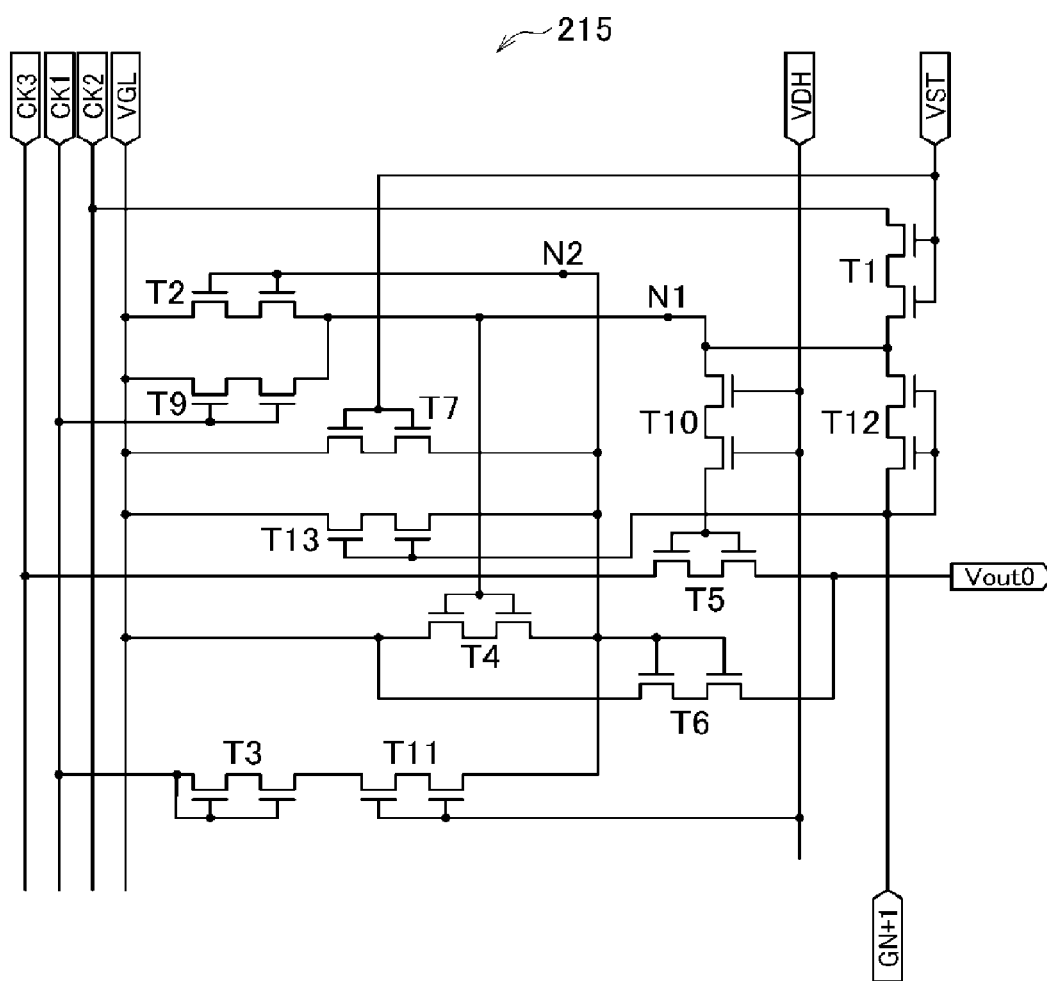 215
CK3
CK1
CK2
VGL
VDH
VST
N2
T1
T2
N1
T9
T7
T10
T12
T13
T5
Vout0
T4
T6
T3
T11
GN+1